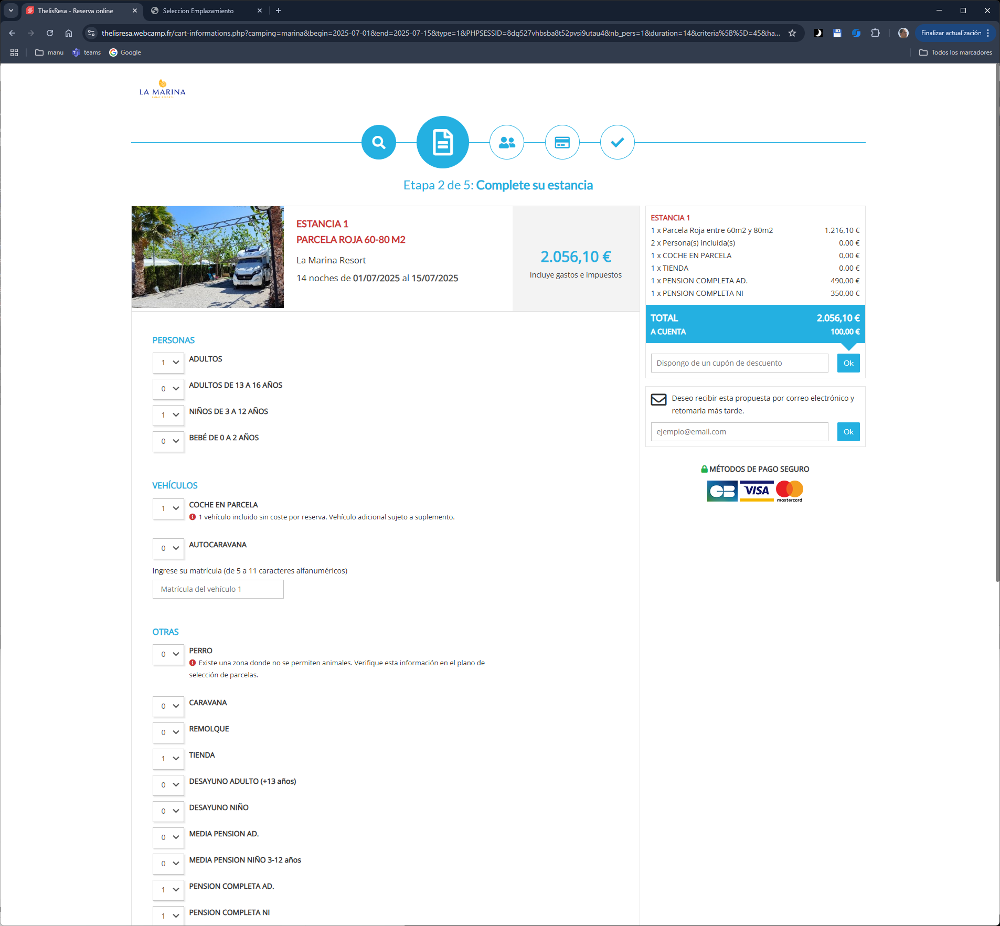 ThelisResa - Reserva online
Seleccion Emplazamiento
thelisresa.webcamp.fr/cart-informations.php?camping=marina&begin=2025-07-01&end=2025-07-15&type=1&PHPSESSID=8dg527vhbsba8t52pvsi9utau4&nb_pers=1&duration=14&criteria%5B%5D=45&ha...
Finalizar actualización
manu
teams
Google
Todos los marcadores
LA MARINA
Etapa 2 de 5: Complete su estancia
ESTANCIA 1
PARCELA ROJA 60-80 M2
La Marina Resort
14 noches de 01/07/2025 al 15/07/2025
2.056,10 €
Incluye gastos e impuestos
PERSONAS
1 ADULTOS
0 ADULTOS DE 13 A 16 AÑOS
1 NIÑOS DE 3 A 12 AÑOS
0 BEBÉ DE 0 A 2 AÑOS
VEHÍCULOS
1 COCHE EN PARCELA
1 vehículo incluido sin coste por reserva. Vehículo adicional sujeto a suplemento.
0 AUTOCARAVANA
Ingrese su matrícula (de 5 a 11 caracteres alfanuméricos)
Matrícula del vehículo 1
OTRAS
0 PERRO
Existe una zona donde no se permiten animales. Verifique esta información en el plano de
selección de parcelas.
0 CARAVANA
0 REMOLQUE
1 TIENDA
0 DESAYUNO ADULTO (+13 años)
0 DESAYUNO NIÑO
0 MEDIA PENSION AD.
0 MEDIA PENSION NIÑO 3-12 años
1 PENSION COMPLETA AD.
1 PENSION COMPLETA NI
ESTANCIA 1
1 x Parcela Roja entre 60m2 y 80m2 1.216,10 €
2 x Persona(s) incluída(s) 0,00 €
1 x COCHE EN PARCELA 0,00 €
1 x TIENDA 0,00 €
1 x PENSION COMPLETA AD. 490,00 €
1 x PENSION COMPLETA NI 350,00 €
TOTAL 2.056,10 €
A CUENTA 100,00 €
Dispongo de un cupón de descuento Ok
Deseo recibir esta propuesta por correo electrónico y
retomarla más tarde.
ejemplo@email.com Ok
MÉTODOS DE PAGO SEGURO
CB VISA mastercard